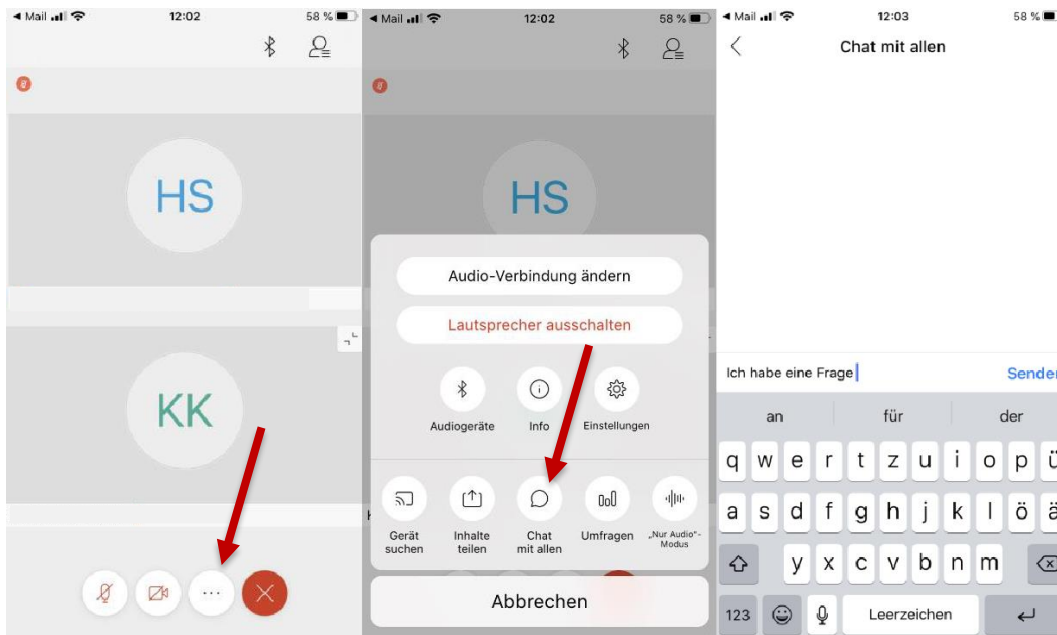 Mail 12:02 58 %
HS
KK
Mail 12:02 58 %
HS
Audio-Verbindung ändern
Lautsprecher ausschalten
Audiogeräte Info Einstellungen
Gerät suchen
Inhalte teilen
Chat mit allen
Umfragen
„Nur Audio"-Modus
Abbrechen
Mail 12:03 58 %
Chat mit allen
Ich habe eine Frage Senden
an für der
q w e r t z u i o p ü
a s d f g h j k l ö ä
y x c v b n m
123 Leerzeichen